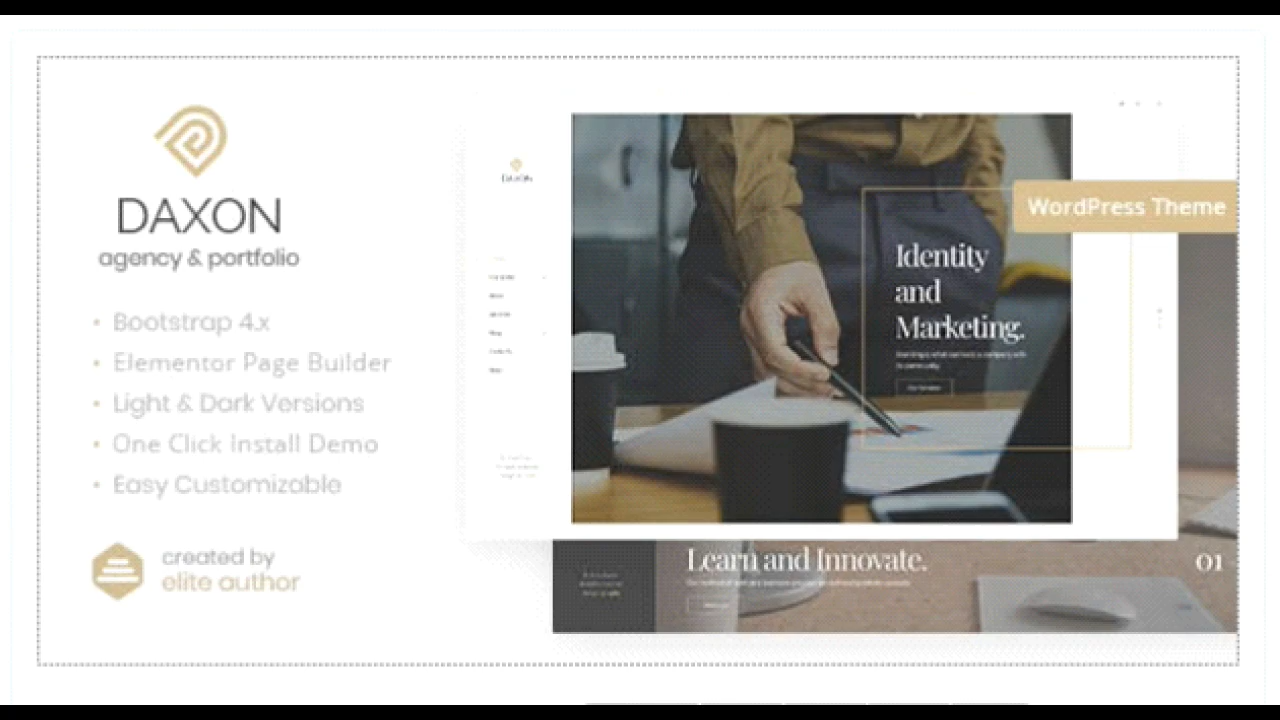 DAXON
agency & portfolio
• Bootstrap 4.x
• Elementor Page Builder
• Light & Dark Versions
• One Click Install Demo
• Easy Customizable
created by
elite author
DAXON
WordPress Theme
Identity
and
Marketing.
Learn and Innovate.
01